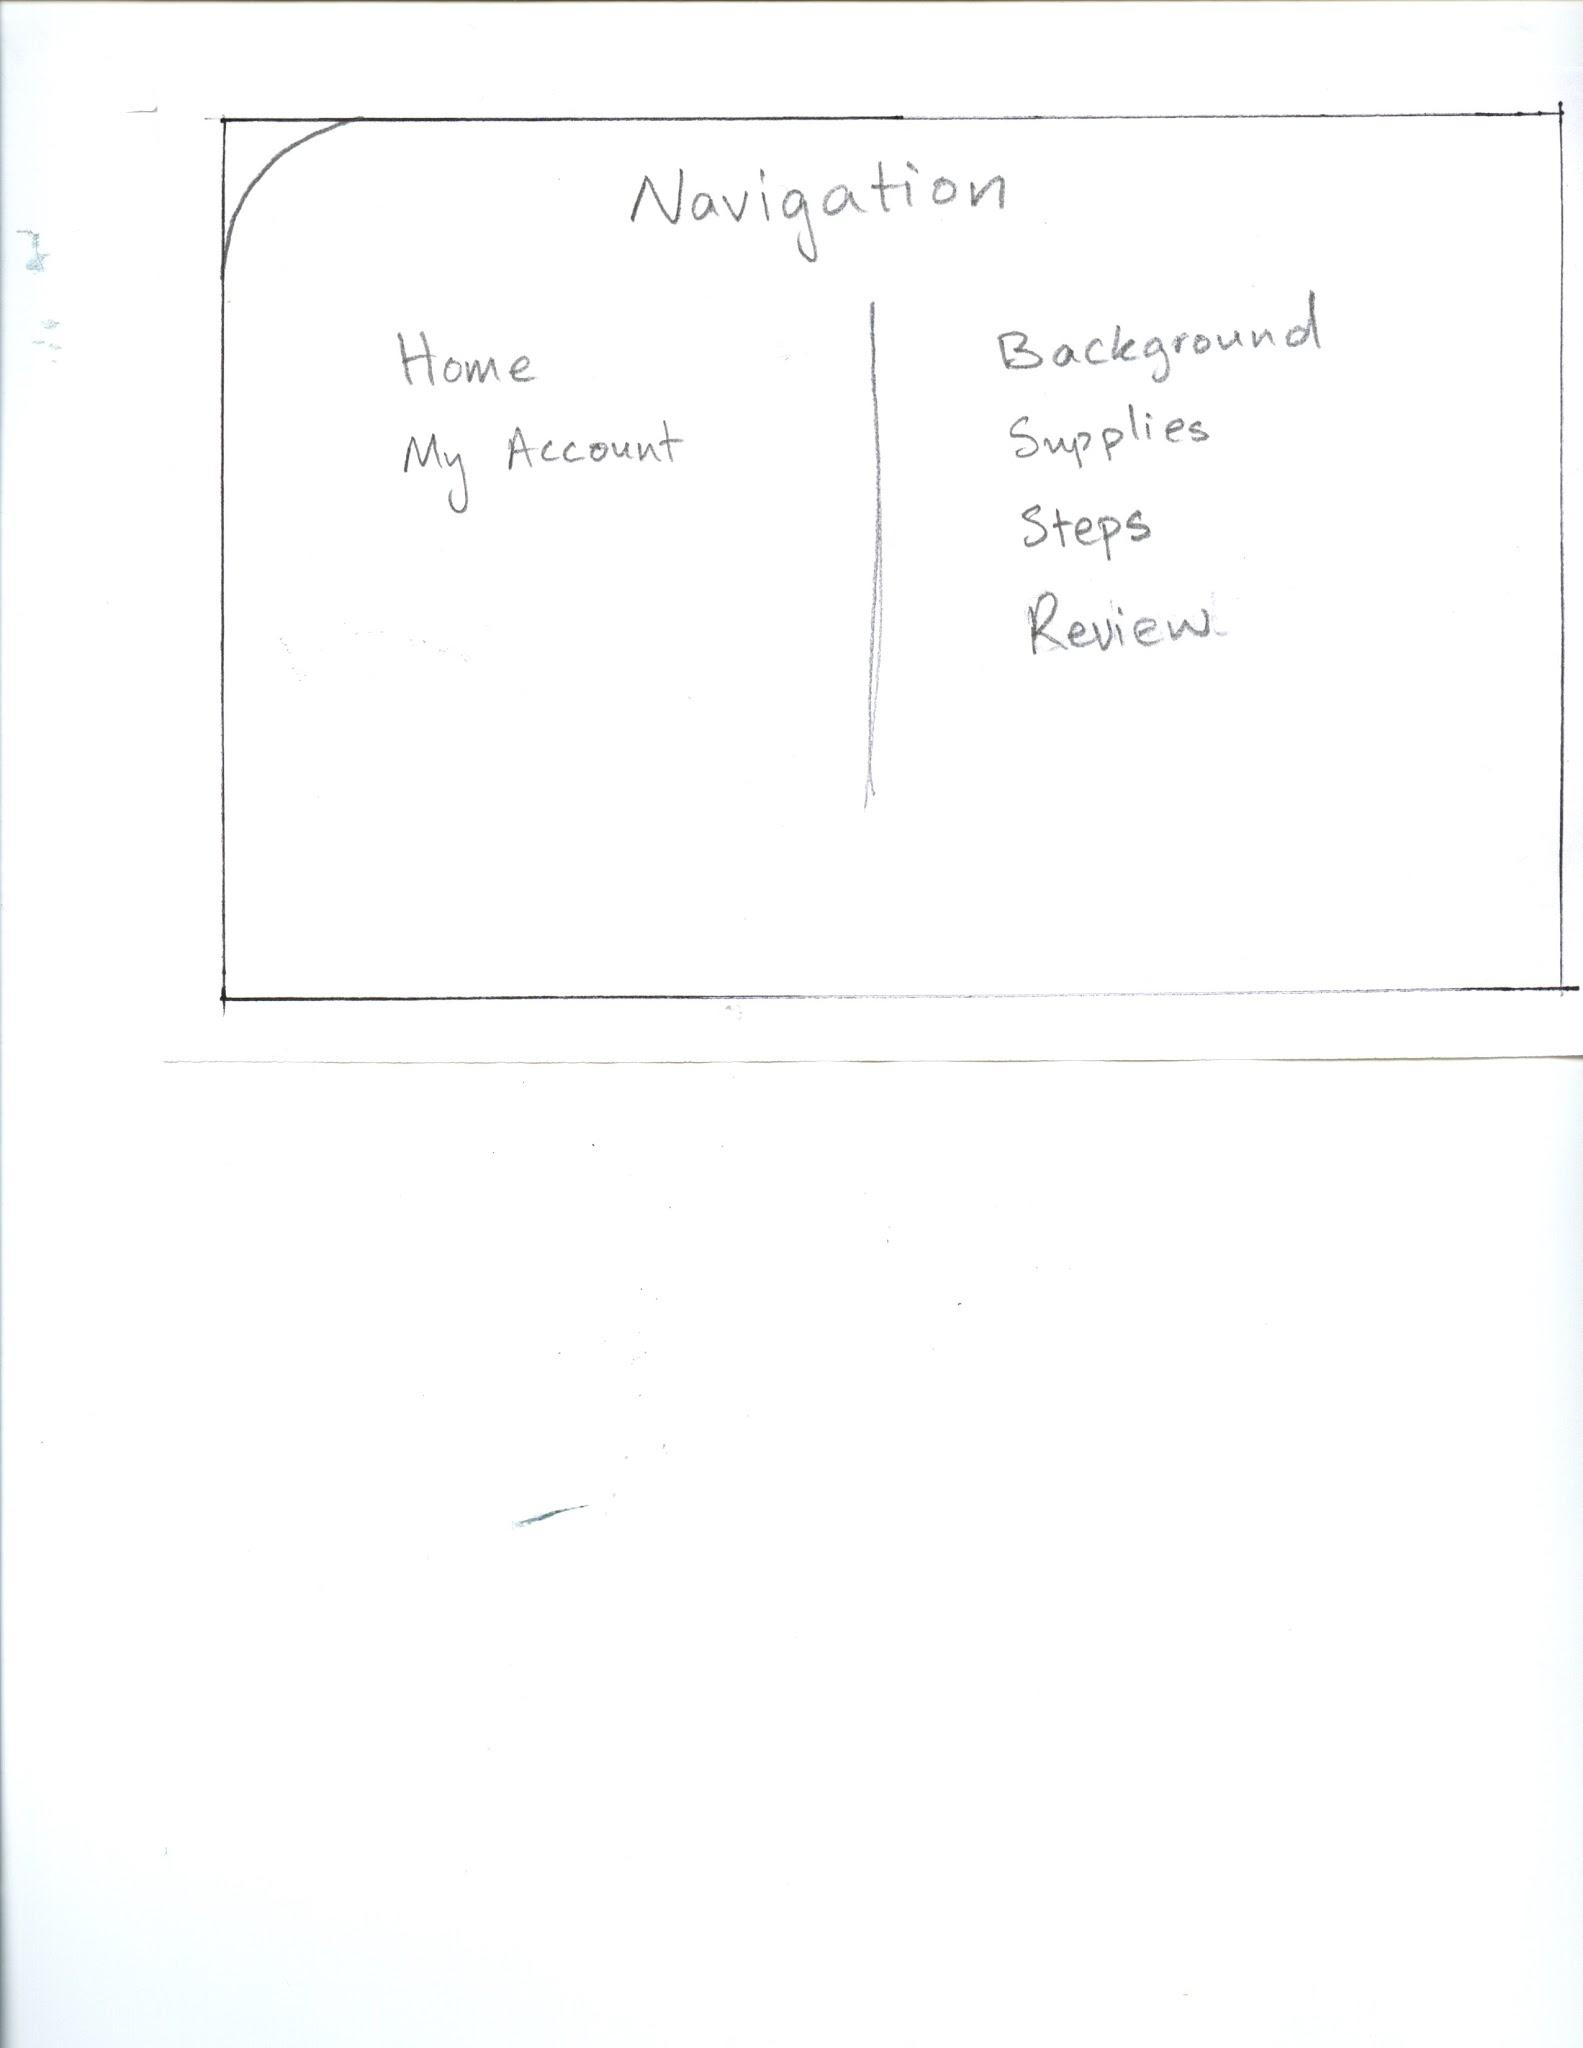 Navigation
Home
My Account
Background
Supplies
Steps
Review